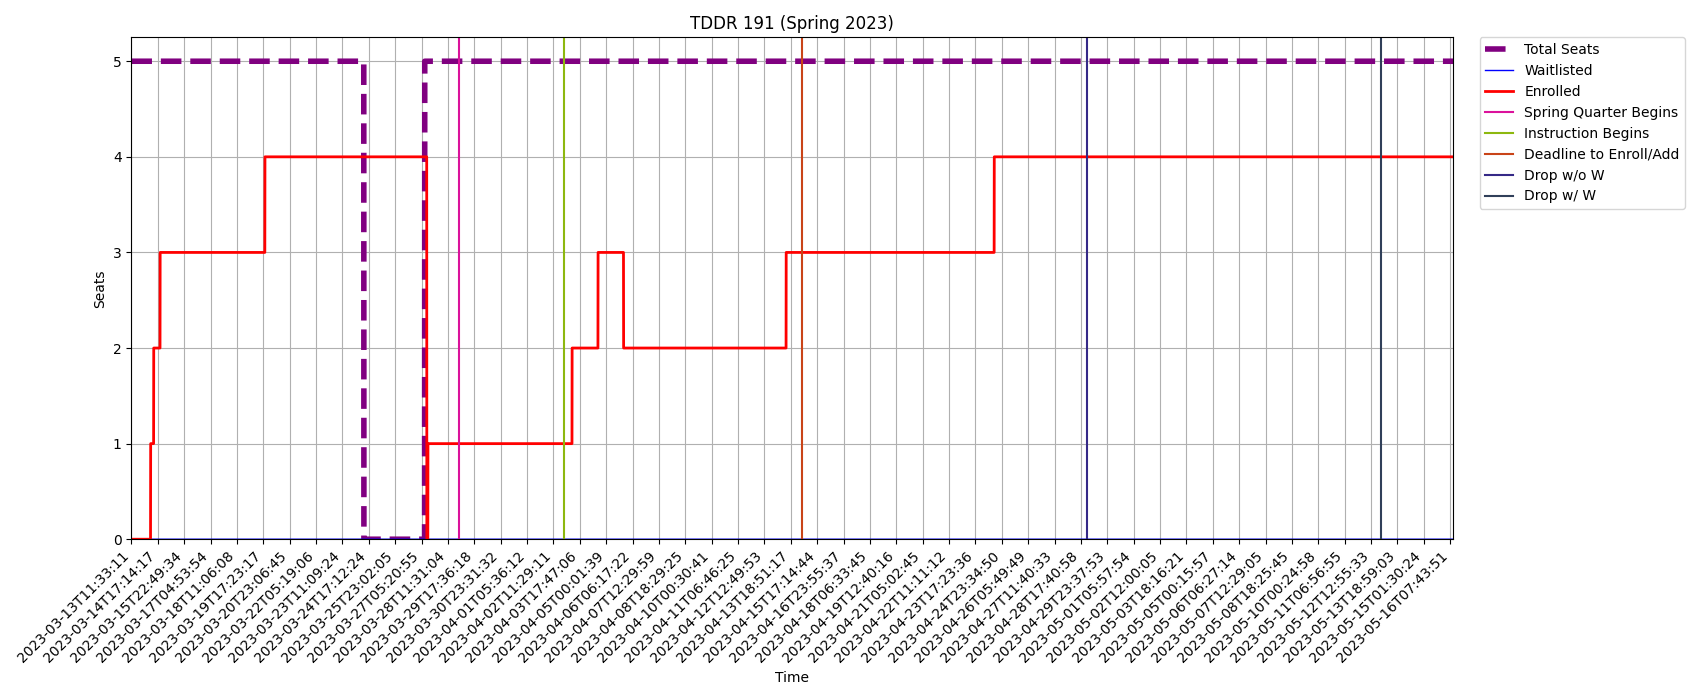 TDDR 191 (Spring 2023)
Total Seats
Waitlisted
Enrolled
Spring Quarter Begins
Instruction Begins
Deadline to Enroll/Add
Drop w/o W
Drop w/ W
Seats
5
4
3
2
1
0
2023-03-13T11:33:11
2023-03-14T17:14:17
2023-03-15T22:49:34
2023-03-17T04:53:54
2023-03-18T11:06:08
2023-03-19T17:23:17
2023-03-20T23:06:45
2023-03-22T05:19:06
2023-03-23T11:09:24
2023-03-24T17:12:24
2023-03-25T23:02:05
2023-03-27T05:20:55
2023-03-28T11:31:04
2023-03-29T17:36:18
2023-03-30T23:31:32
2023-04-01T05:36:12
2023-04-02T11:29:11
2023-04-03T17:47:06
2023-04-05T00:01:39
2023-04-06T06:17:22
2023-04-07T12:29:59
2023-04-08T18:29:25
2023-04-10T00:30:41
2023-04-11T06:46:25
2023-04-12T12:49:53
2023-04-13T18:51:17
2023-04-15T17:14:44
2023-04-16T23:55:37
2023-04-18T06:33:45
2023-04-19T12:40:16
2023-04-21T05:02:45
2023-04-22T11:11:12
2023-04-23T17:23:36
2023-04-24T23:34:50
2023-04-26T05:49:49
2023-04-27T11:40:33
2023-04-28T17:40:58
2023-04-29T23:37:53
2023-05-01T05:57:54
2023-05-02T12:00:05
2023-05-03T18:16:21
2023-05-05T00:15:57
2023-05-06T06:27:14
2023-05-07T12:29:05
2023-05-08T18:25:45
2023-05-10T00:24:58
2023-05-11T06:56:55
2023-05-12T12:55:33
2023-05-13T18:59:03
2023-05-15T01:30:24
2023-05-16T07:43:51
Time